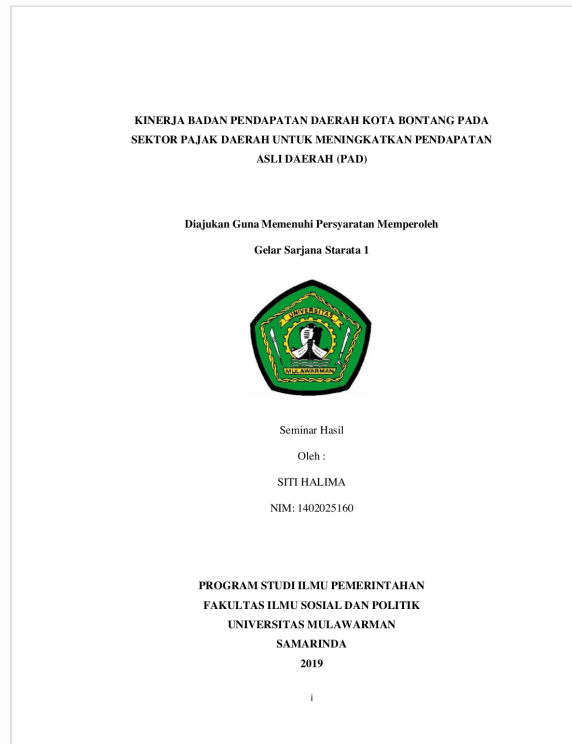 KINERJA BADAN PENDAPATAN DAERAH KOTA BONTANG PADA
SEKTOR PAJAK DAERAH UNTUK MENINGKATKAN PENDAPATAN
ASLI DAERAH (PAD)
Diajukan Guna Memenuhi Persyaratan Memperoleh
Gelar Sarjana Starata 1
UNIVERSITAS
MULAWARMAN
Seminar Hasil
Oleh :
SITI HALIMA
NIM: 1402025160
PROGRAM STUDI ILMU PEMERINTAHAN
FAKULTAS ILMU SOSIAL DAN POLITIK
UNIVERSITAS MULAWARMAN
SAMARINDA
2019
i